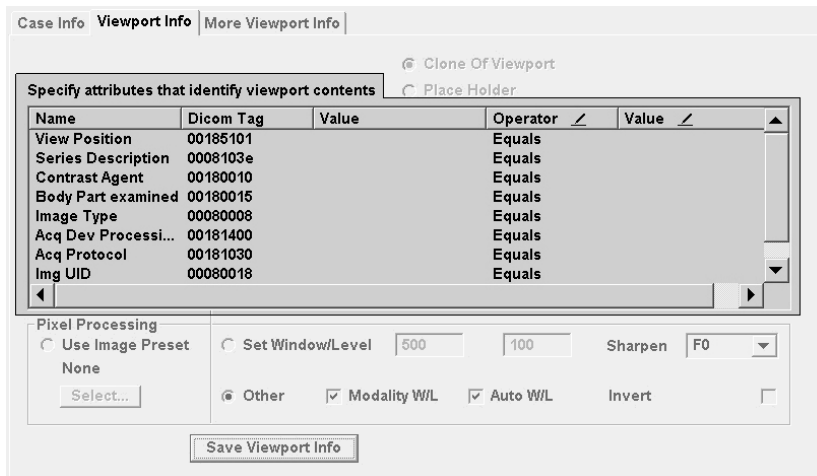 Case Info Viewport Info More Viewport Info
Clone Of Viewport
Specify attributes that identify viewport contents Place Holder
Name Dicom Tag Value Operator Value
View Position 00185101 Equals
Series Description 0008103e Equals
Contrast Agent 00180010 Equals
Body Part examined 00180015 Equals
Image Type 00080008 Equals
Acq Dev Processi... 00181400 Equals
Acq Protocol 00181030 Equals
Img UID 00080018 Equals
Pixel Processing
Use Image Preset Set Window/Level 500 100 Sharpen F0
None
Select... Other Modality W/L Auto W/L Invert
Save Viewport Info